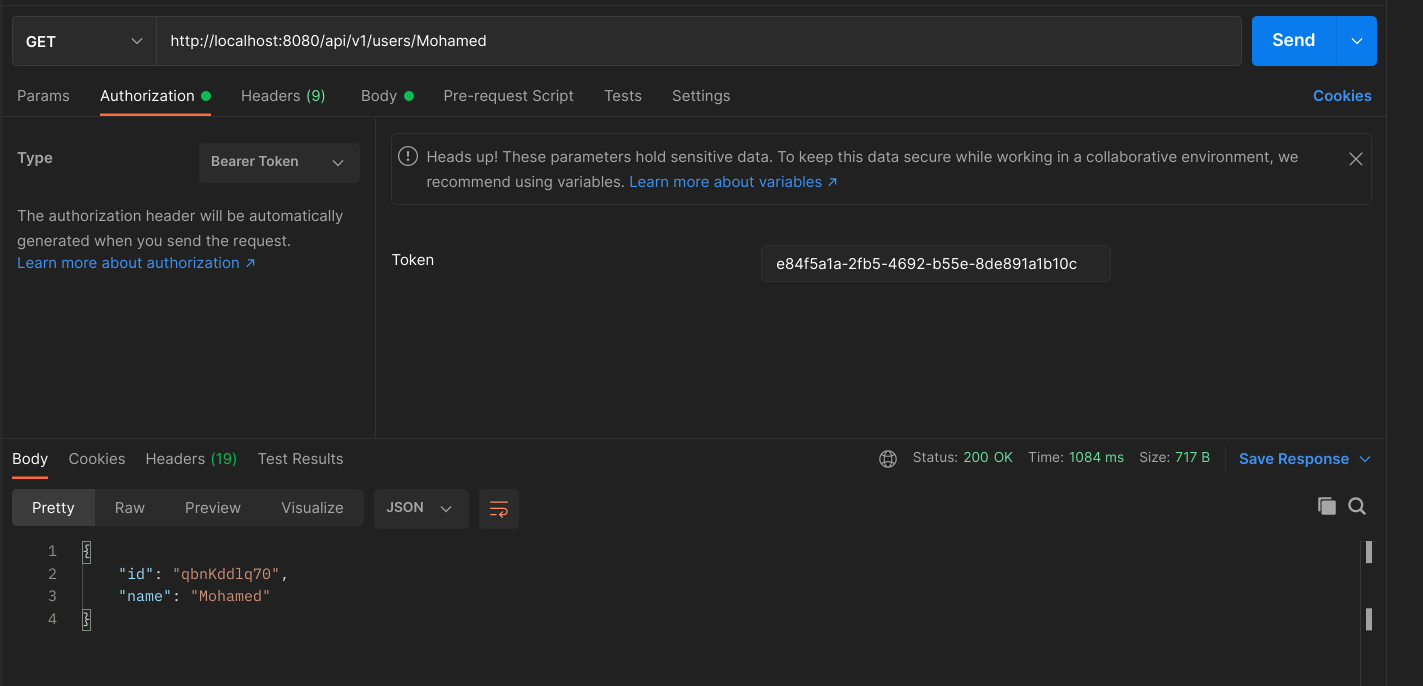 GET http://localhost:8080/api/v1/users/Mohamed Send
Params Authorization Headers (9) Body Pre-request Script Tests Settings Cookies
Type Bearer Token
The authorization header will be automatically
generated when you send the request.
Learn more about authorization ↗
Heads up! These parameters hold sensitive data. To keep this data secure while working in a collaborative environment, we
recommend using variables. Learn more about variables ↗
Token e84f5a1a-2fb5-4692-b55e-8de891a1b10c
Body Cookies Headers (19) Test Results Status: 200 OK Time: 1084 ms Size: 717 B Save Response
Pretty Raw Preview Visualize JSON
1 {
2 "id": "qbnKddlq70",
3 "name": "Mohamed"
4 }